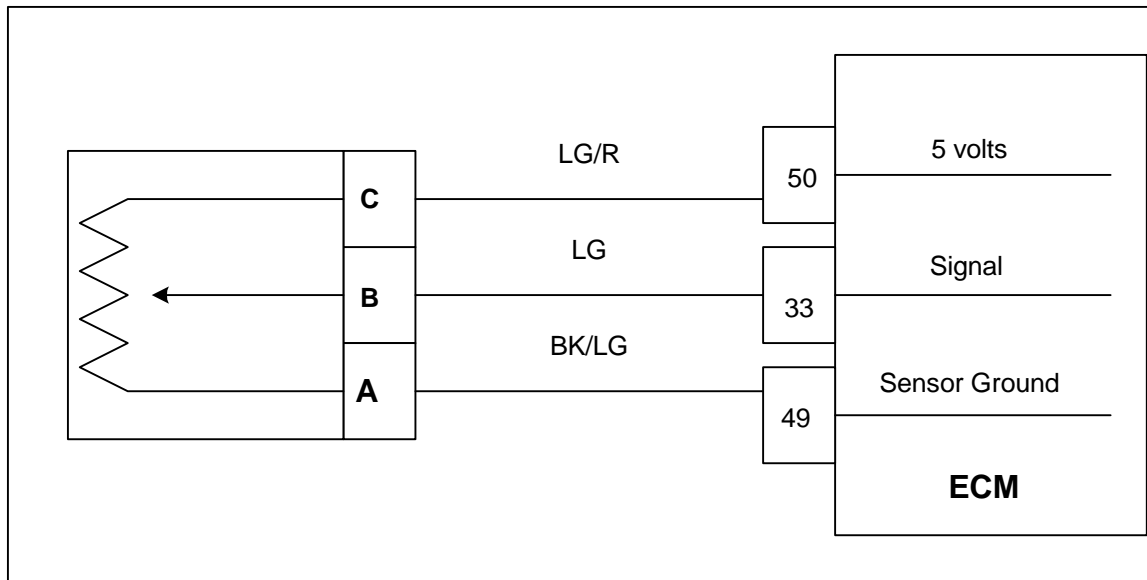 LG/R
5 volts
C
50
LG
Signal
B
33
BK/LG
Sensor Ground
A
49
ECM